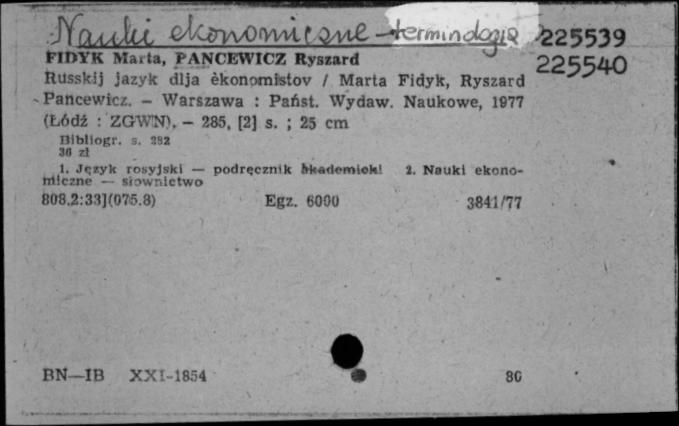 Nauki ekonomiczne - terminologia 225539
FIDYK Marta, PANCEWICZ Ryszard
225540
Russkij jazyk dlja èkonomistov / Marta Fidyk, Ryszard
Pancewicz. – Warszawa : Państ. Wydaw. Naukowe, 1977
(Łódź : ZGWN). – 285, [2] s. ; 25 cm
Bibliogr. s. 282
36 zł
1. Język rosyjski — podręcznik akademicki 2. Nauki ekono-
miczne — słownictwo
808.2:33](075.8) Egz. 6000 3841/77
BN—IB XXI-1854 80